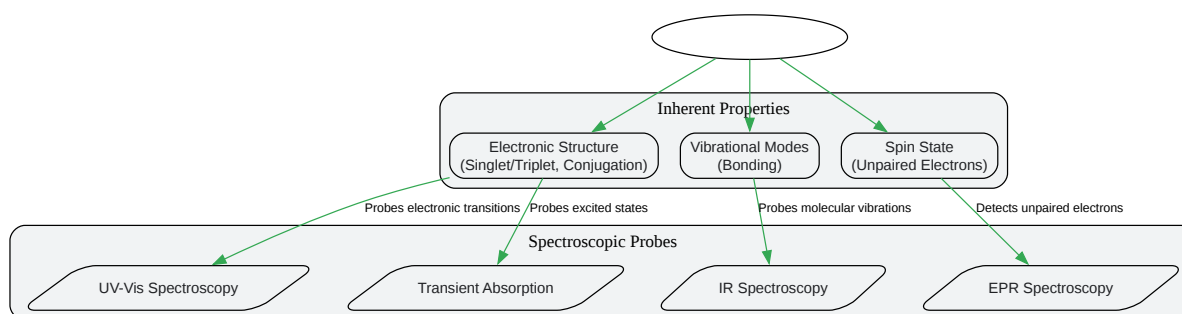 Inherent Properties
Electronic Structure
(Singlet/Triplet, Conjugation)
Vibrational Modes
(Bonding)
Spin State
(Unpaired Electrons)
Probes electronic transitions
Probes excited states
Probes molecular vibrations
Detects unpaired electrons
Spectroscopic Probes
UV-Vis Spectroscopy
Transient Absorption
IR Spectroscopy
EPR Spectroscopy